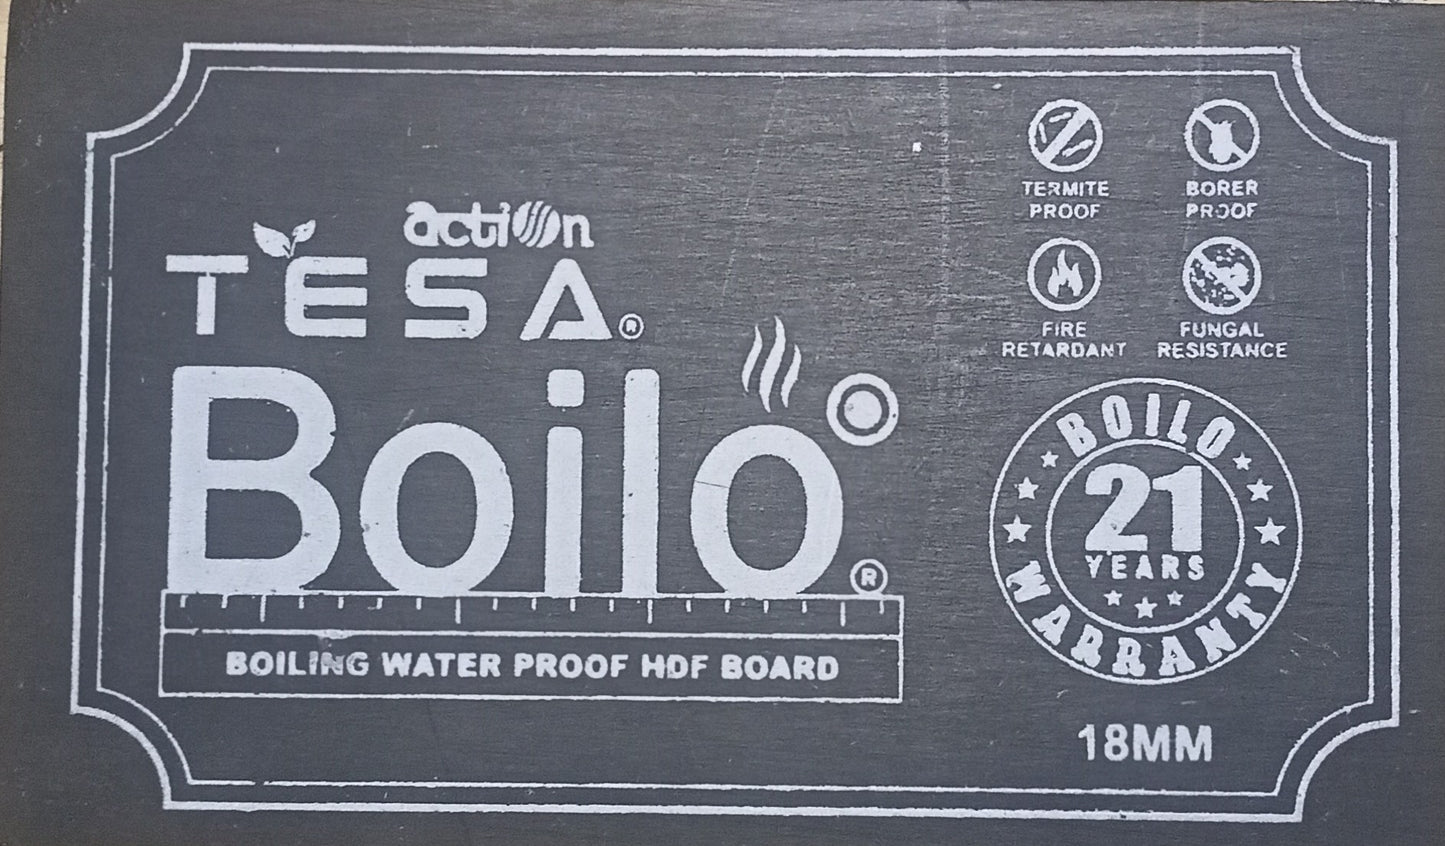 actiOn
TESA®
Boilo®
BOILING WATER PROOF HDF BOARD
TERMITE
PROOF
BORER
PROOF
FIRE
RETARDANT
FUNGAL
RESISTANCE
BOILO
21
YEARS
WARRANTY
18MM